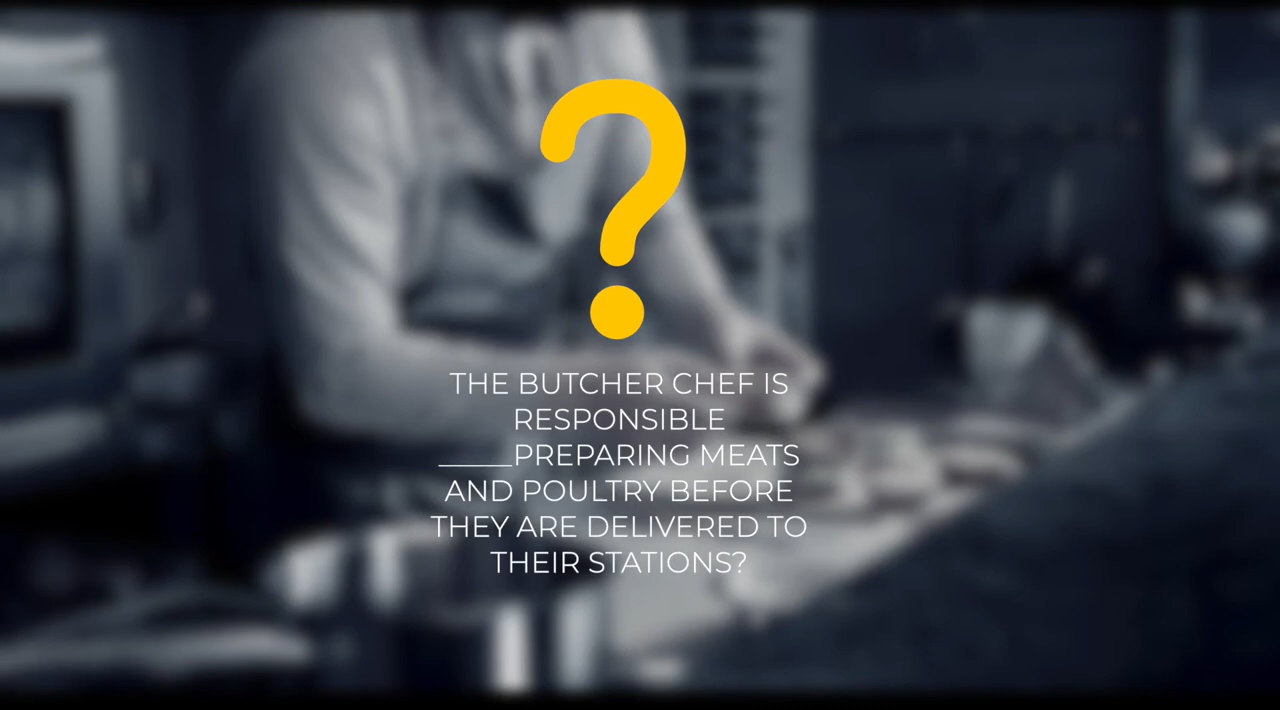 ?
THE BUTCHER CHEF IS
RESPONSIBLE
_____PREPARING MEATS
AND POULTRY BEFORE
THEY ARE DELIVERED TO
THEIR STATIONS?